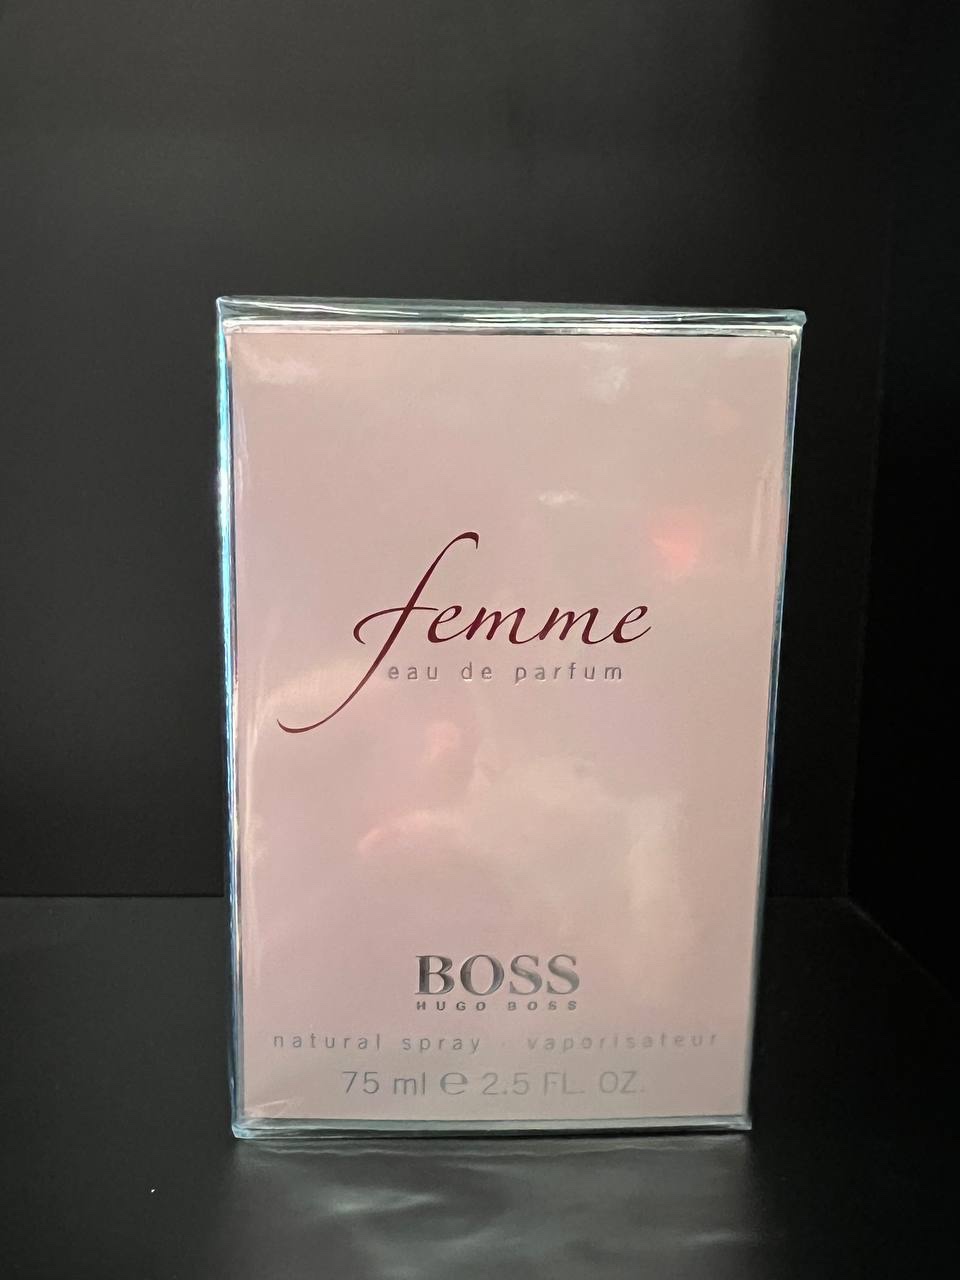 femme
eau de parfum
BOSS
HUGO BOSS
natural spray · vaporisateur
75 ml ℮ 2.5 FL. OZ.